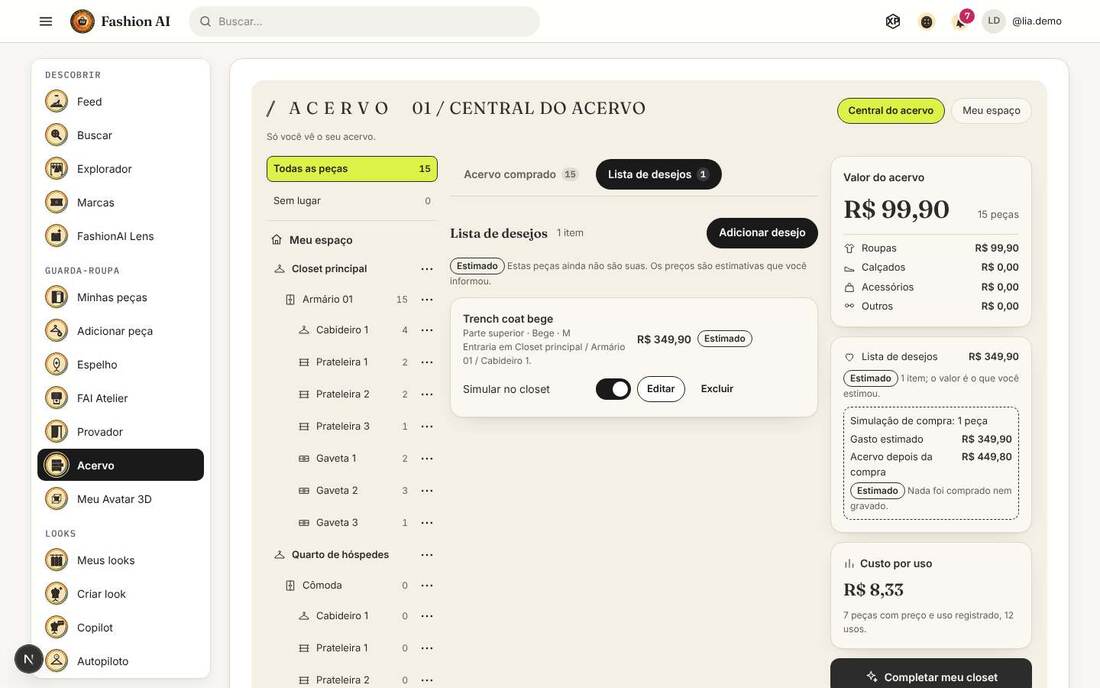 Fashion AI
Buscar...
XP
7
LD
@lia.demo
DESCOBRIR
Feed
Buscar
Explorador
Marcas
FashionAI Lens
GUARDA-ROUPA
Minhas peças
Adicionar peça
Espelho
FAI Atelier
Provador
Acervo
Meu Avatar 3D
LOOKS
Meus looks
Criar look
Copilot
Autopiloto
N
/ ACERVO 01 / CENTRAL DO ACERVO
Só você vê o seu acervo.
Central do acervo
Meu espaço
Todas as peças 15
Sem lugar 0
Meu espaço
Closet principal ...
Armário 01 15 ...
Cabideiro 1 4 ...
Prateleira 1 2 ...
Prateleira 2 2 ...
Prateleira 3 1 ...
Gaveta 1 2 ...
Gaveta 2 3 ...
Gaveta 3 1 ...
Quarto de hóspedes ...
Cômoda 0 ...
Cabideiro 1 0 ...
Prateleira 1 0 ...
Prateleira 2 0 ...
Acervo comprado 15
Lista de desejos 1
Lista de desejos 1 item
Adicionar desejo
Estimado Estas peças ainda não são suas. Os preços são estimativas que você
informou.
Trench coat bege
Parte superior · Bege · M
Entraria em Closet principal / Armário
01 / Cabideiro 1.
R$ 349,90 Estimado
Simular no closet
Editar
Excluir
Valor do acervo
R$ 99,90 15 peças
Roupas R$ 99,90
Calçados R$ 0,00
Acessórios R$ 0,00
Outros R$ 0,00
Lista de desejos R$ 349,90
Estimado 1 item; o valor é o que você
estimou.
Simulação de compra: 1 peça
Gasto estimado R$ 349,90
Acervo depois da R$ 449,80
compra
Estimado Nada foi comprado nem
gravado.
Custo por uso
R$ 8,33
7 peças com preço e uso registrado, 12
usos.
Completar meu closet